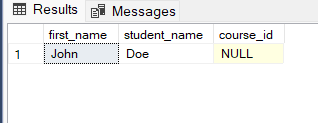 Results Messages
first_name student_name course_id
1 John Doe NULL